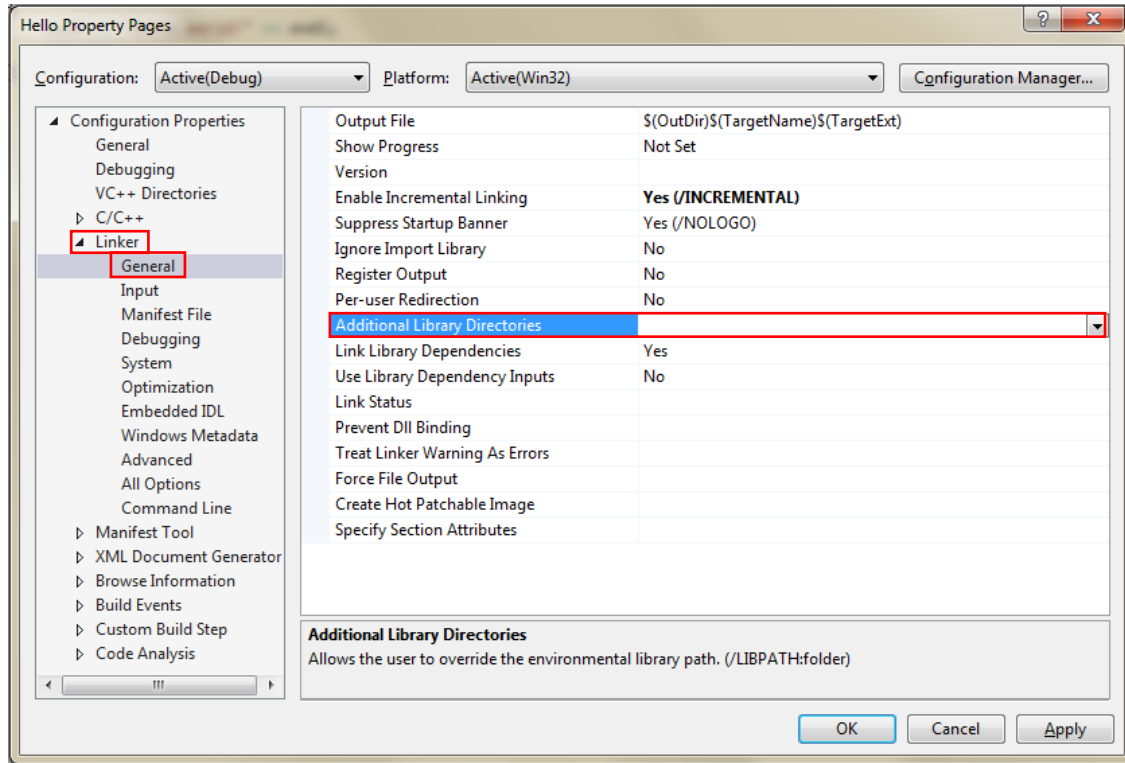 Hello Property Pages
Configuration: Active(Debug) Platform: Active(Win32) Configuration Manager...
Configuration Properties
General
Debugging
VC++ Directories
C/C++
Linker
General
Input
Manifest File
Debugging
System
Optimization
Embedded IDL
Windows Metadata
Advanced
All Options
Command Line
Manifest Tool
XML Document Generator
Browse Information
Build Events
Custom Build Step
Code Analysis
Output File $(OutDir)$(TargetName)$(TargetExt)
Show Progress Not Set
Version
Enable Incremental Linking Yes (/INCREMENTAL)
Suppress Startup Banner Yes (/NOLOGO)
Ignore Import Library No
Register Output No
Per-user Redirection No
Additional Library Directories
Link Library Dependencies Yes
Use Library Dependency Inputs No
Link Status
Prevent Dll Binding
Treat Linker Warning As Errors
Force File Output
Create Hot Patchable Image
Specify Section Attributes
Additional Library Directories
Allows the user to override the environmental library path. (/LIBPATH:folder)
OK Cancel Apply